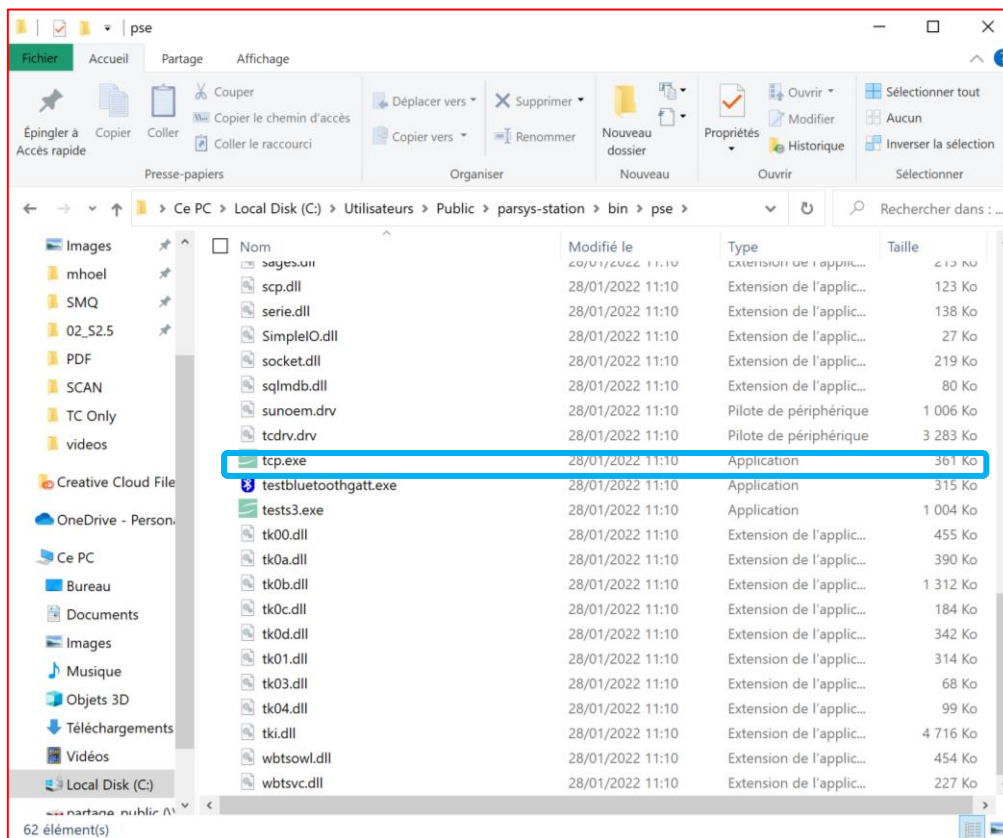 pse
Fichier Accueil Partage Affichage
Épingler à Accès rapide
Copier
Coller
Couper
Copier le chemin d'accès
Coller le raccourci
Presse-papiers
Déplacer vers
Copier vers
Supprimer
Renommer
Organiser
Nouveau dossier
Nouveau
Propriétés
Ouvrir
Modifier
Historique
Ouvrir
Sélectionner tout
Aucun
Inverser la sélection
Sélectionner
> Ce PC > Local Disk (C:) > Utilisateurs > Public > parsys-station > bin > pse >
Rechercher dans : ...
Images
mhoel
SMQ
02_S2.5
PDF
SCAN
TC Only
videos
Creative Cloud File
OneDrive - Person
Ce PC
Bureau
Documents
Images
Musique
Objets 3D
Téléchargements
Vidéos
Local Disk (C:)
partage_public (\
Nom Modifié le Type Taille
sages.dll 28/01/2022 11:10 Extension de l'applic... 213 Ko
scp.dll 28/01/2022 11:10 Extension de l'applic... 123 Ko
serie.dll 28/01/2022 11:10 Extension de l'applic... 138 Ko
SimpleIO.dll 28/01/2022 11:10 Extension de l'applic... 27 Ko
socket.dll 28/01/2022 11:10 Extension de l'applic... 219 Ko
sqlmdb.dll 28/01/2022 11:10 Extension de l'applic... 80 Ko
sunoem.drv 28/01/2022 11:10 Pilote de périphérique 1 006 Ko
tcdrv.drv 28/01/2022 11:10 Pilote de périphérique 3 283 Ko
tcp.exe 28/01/2022 11:10 Application 361 Ko
testbluetoothgatt.exe 28/01/2022 11:10 Application 315 Ko
tests3.exe 28/01/2022 11:10 Application 1 004 Ko
tk00.dll 28/01/2022 11:10 Extension de l'applic... 455 Ko
tk0a.dll 28/01/2022 11:10 Extension de l'applic... 390 Ko
tk0b.dll 28/01/2022 11:10 Extension de l'applic... 1 312 Ko
tk0c.dll 28/01/2022 11:10 Extension de l'applic... 184 Ko
tk0d.dll 28/01/2022 11:10 Extension de l'applic... 342 Ko
tk01.dll 28/01/2022 11:10 Extension de l'applic... 314 Ko
tk03.dll 28/01/2022 11:10 Extension de l'applic... 68 Ko
tk04.dll 28/01/2022 11:10 Extension de l'applic... 99 Ko
tki.dll 28/01/2022 11:10 Extension de l'applic... 4 716 Ko
wbtsowl.dll 28/01/2022 11:10 Extension de l'applic... 454 Ko
wbtsvc.dll 28/01/2022 11:10 Extension de l'applic... 227 Ko
62 élément(s)